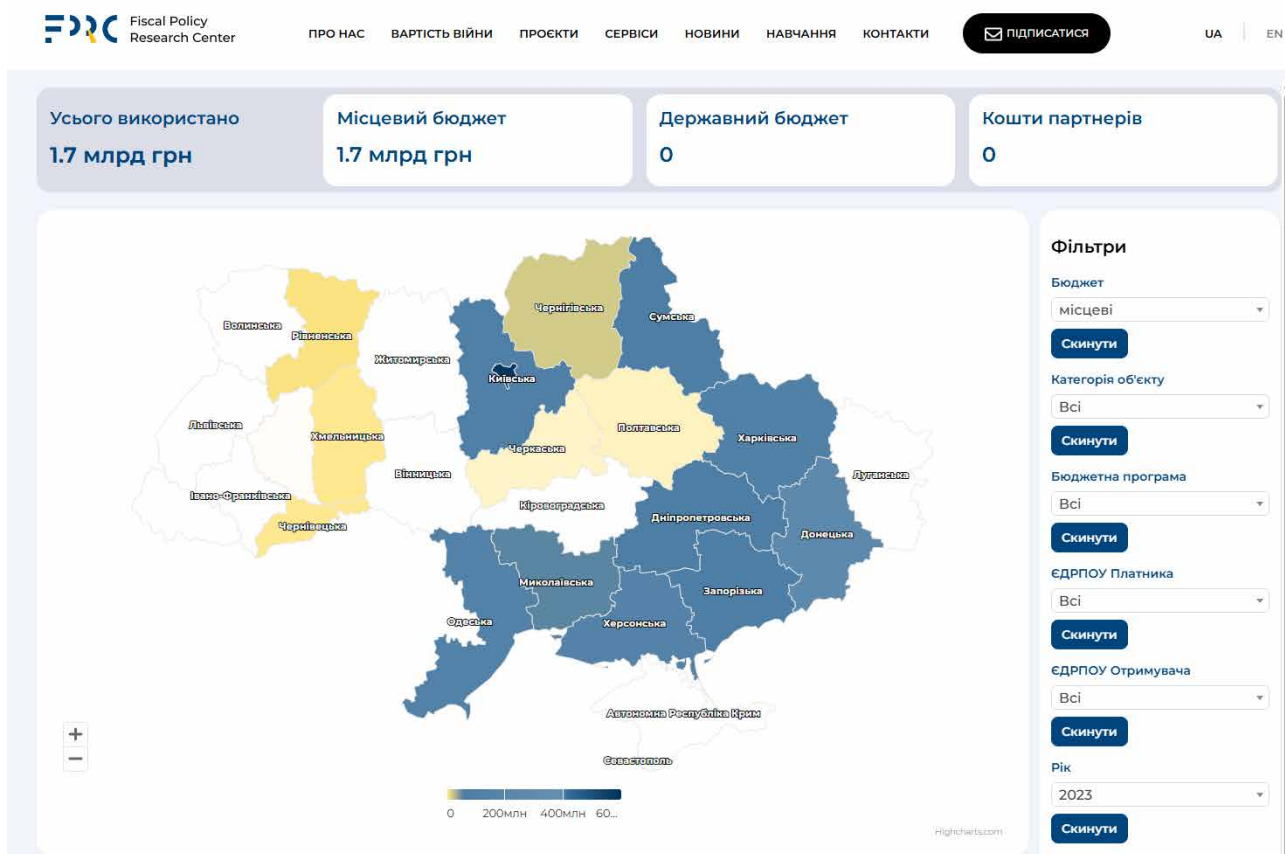 Fiscal Policy
Research Center
ПРО НАС
ВАРТІСТЬ ВІЙНИ
ПРОЄКТИ
СЕРВІСИ
НОВИНИ
НАВЧАННЯ
КОНТАКТИ
ПІДПИСАТИСЯ
UA
EN
Усього використано
1.7 млрд грн
Місцевий бюджет
1.7 млрд грн
Державний бюджет
0
Кошти партнерів
0
Чернігівська
Сумська
Волинська
Рівненська
Житомирська
Київська
Львівська
Хмельницька
Черкаська
Полтавська
Харківська
Вінницька
Луганська
Івано-Франківська
Кіровоградська
Чернівецька
Дніпропетровська
Донецька
Миколаївська
Запорізька
Одеська
Херсонська
Автономна Республіка Крим
Севастополь
+
−
0 200млн 400млн 60...
Highcharts.com
Фільтри
Бюджет
місцеві
Скинути
Категорія об'єкту
Всі
Скинути
Бюджетна програма
Всі
Скинути
ЄДРПОУ Платника
Всі
Скинути
ЄДРПОУ Отримувача
Всі
Скинути
Рік
2023
Скинути